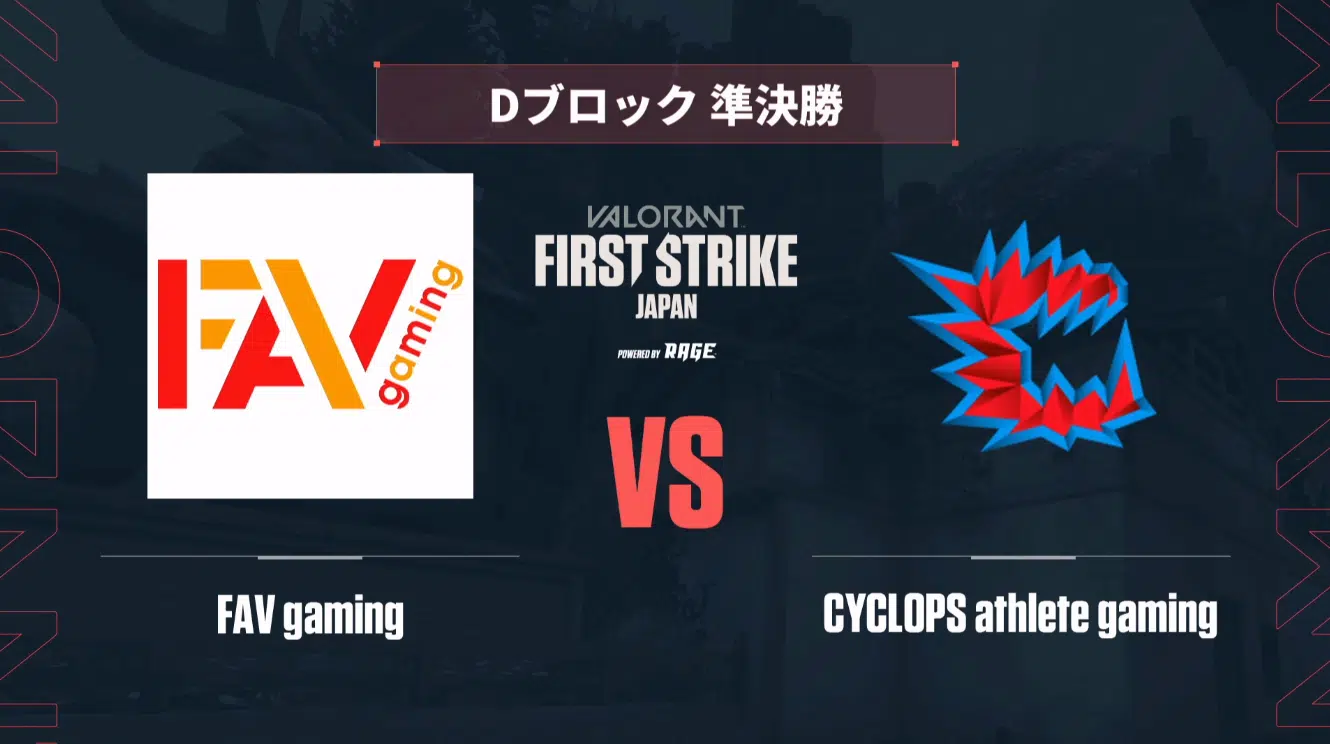 Dブロック 準決勝
VALORANT
FIRST STRIKE
JAPAN
POWERED BY RAGE
FAV
gaming
VS
FAV gaming
CYCLOPS athlete gaming
VALORANT
VALORANT